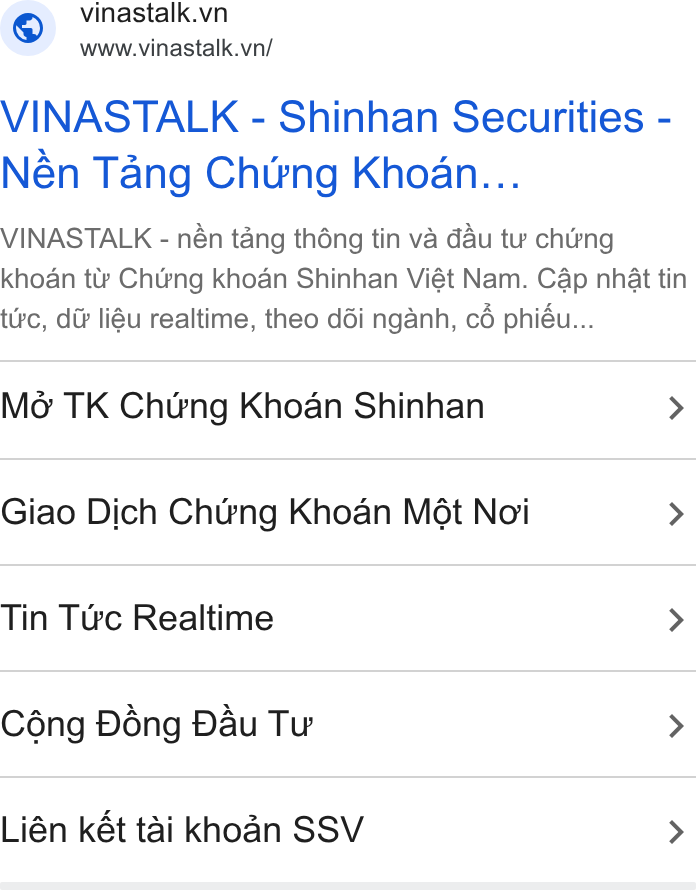 vinastalk.vn
www.vinastalk.vn/
VINASTALK - Shinhan Securities -
Nền Tảng Chứng Khoán...
VINASTALK - nền tảng thông tin và đầu tư chứng
khoán từ Chứng khoán Shinhan Việt Nam. Cập nhật tin
tức, dữ liệu realtime, theo dõi ngành, cổ phiếu...
Mở TK Chứng Khoán Shinhan
Giao Dịch Chứng Khoán Một Nơi
Tin Tức Realtime
Cộng Đồng Đầu Tư
Liên kết tài khoản SSV